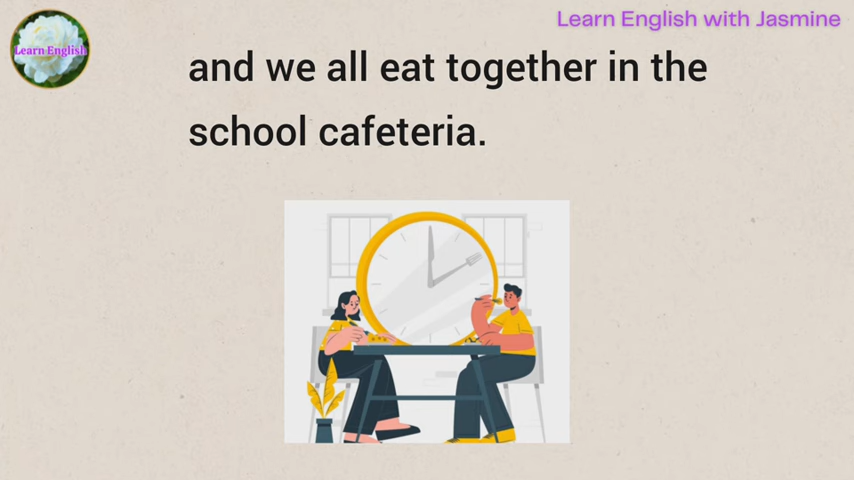 Learn English with Jasmine
Learn English
and we all eat together in the
school cafeteria.